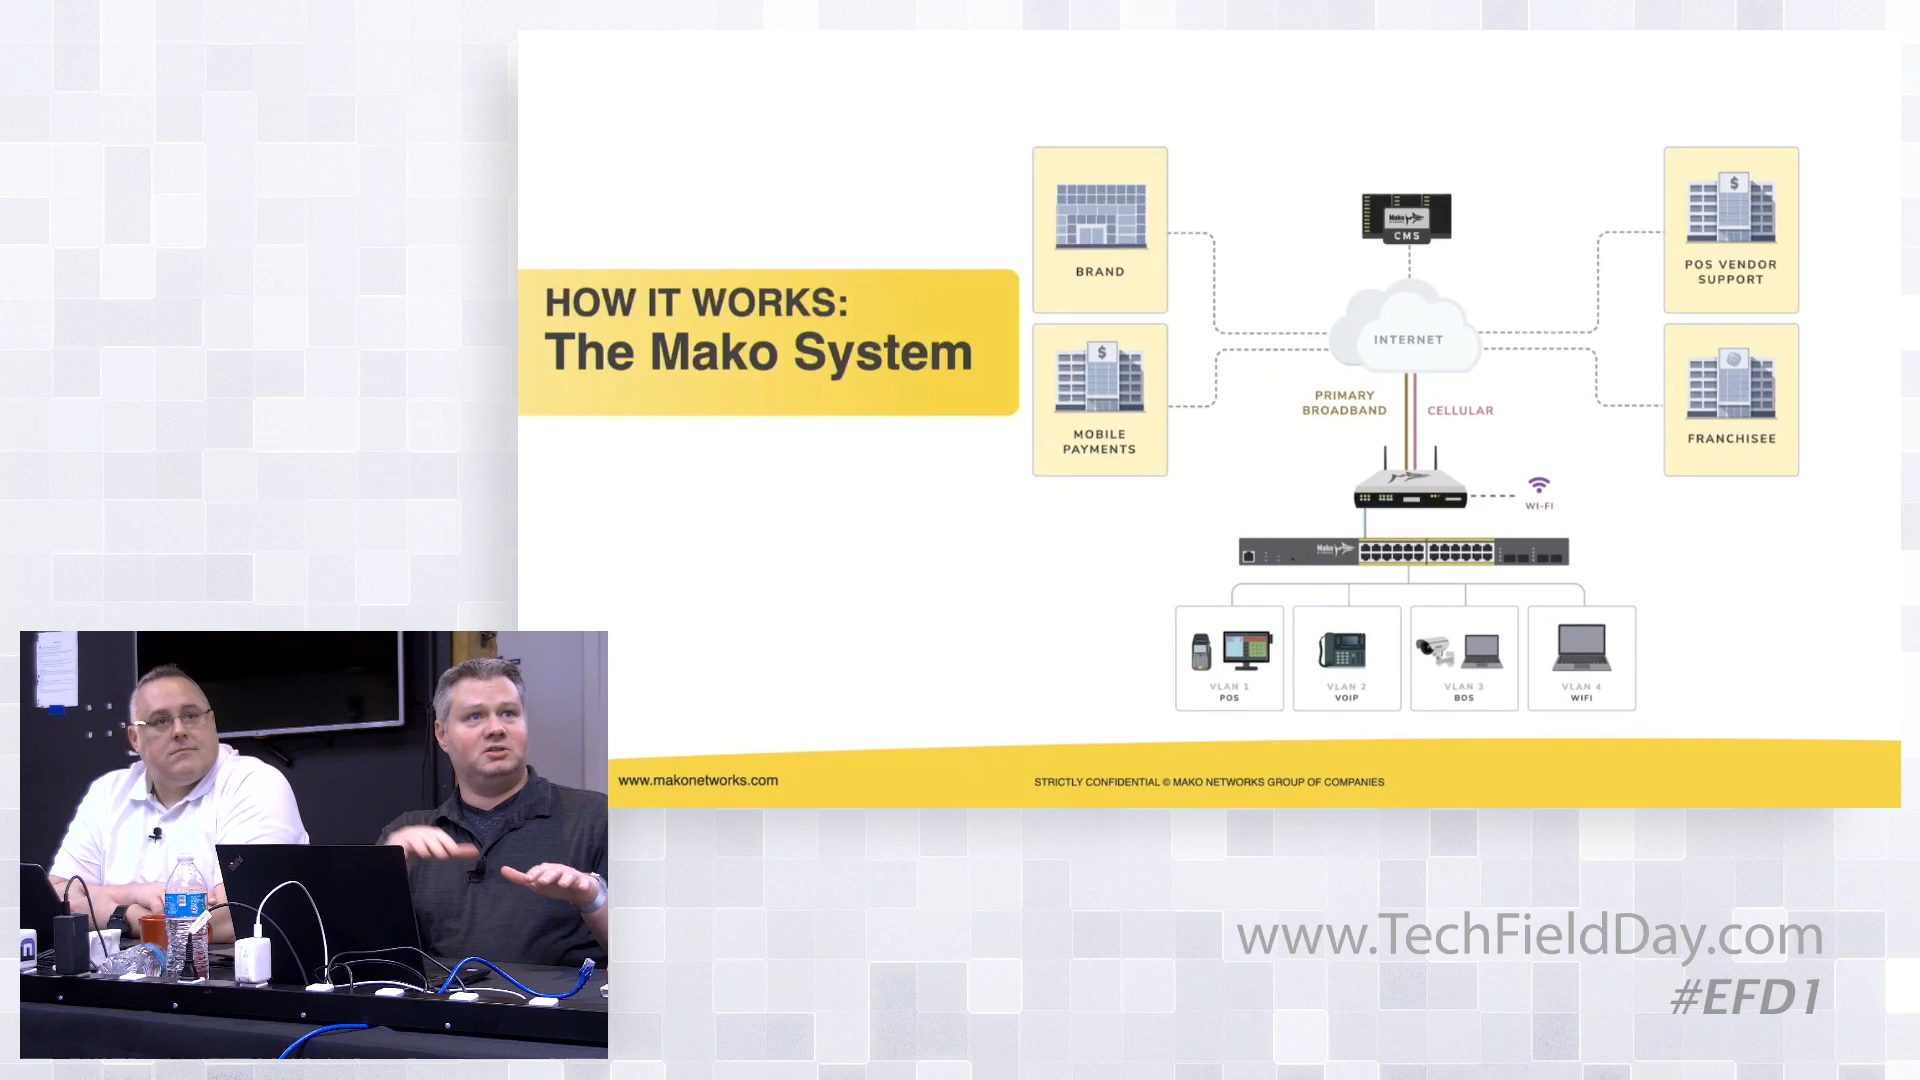 HOW IT WORKS:
The Mako System
BRAND
MOBILE
PAYMENTS
Mako
CMS
INTERNET
PRIMARY
BROADBAND
CELLULAR
POS VENDOR
SUPPORT
FRANCHISEE
WI-FI
Mako
VLAN 1
POS
VLAN 2
VOIP
VLAN 3
BOS
VLAN 4
WIFI
www.makonetworks.com
STRICTLY CONFIDENTIAL © MAKO NETWORKS GROUP OF COMPANIES
www.TechFieldDay.com
#EFD1